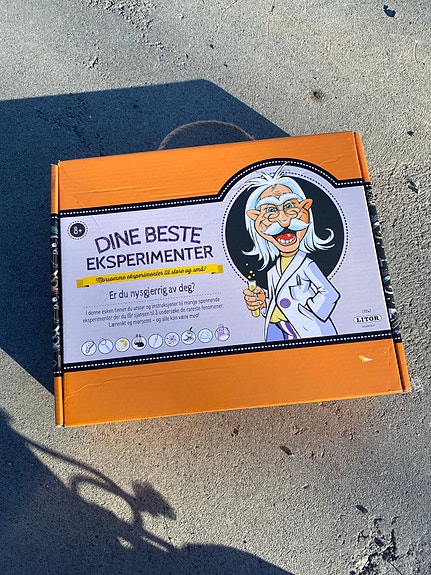 8+
DINE BESTE
EKSPERIMENTER
Morsomme eksperimenter til store og små!
Er du nysgjerrig av deg?
I denne esken finner du utstyr og instruksjoner til mange spennende
eksperimenter der du får sjansen til å undersøke de rareste fenomener.
Lærerikt og morsomt - og alle kan være med!
LITOR